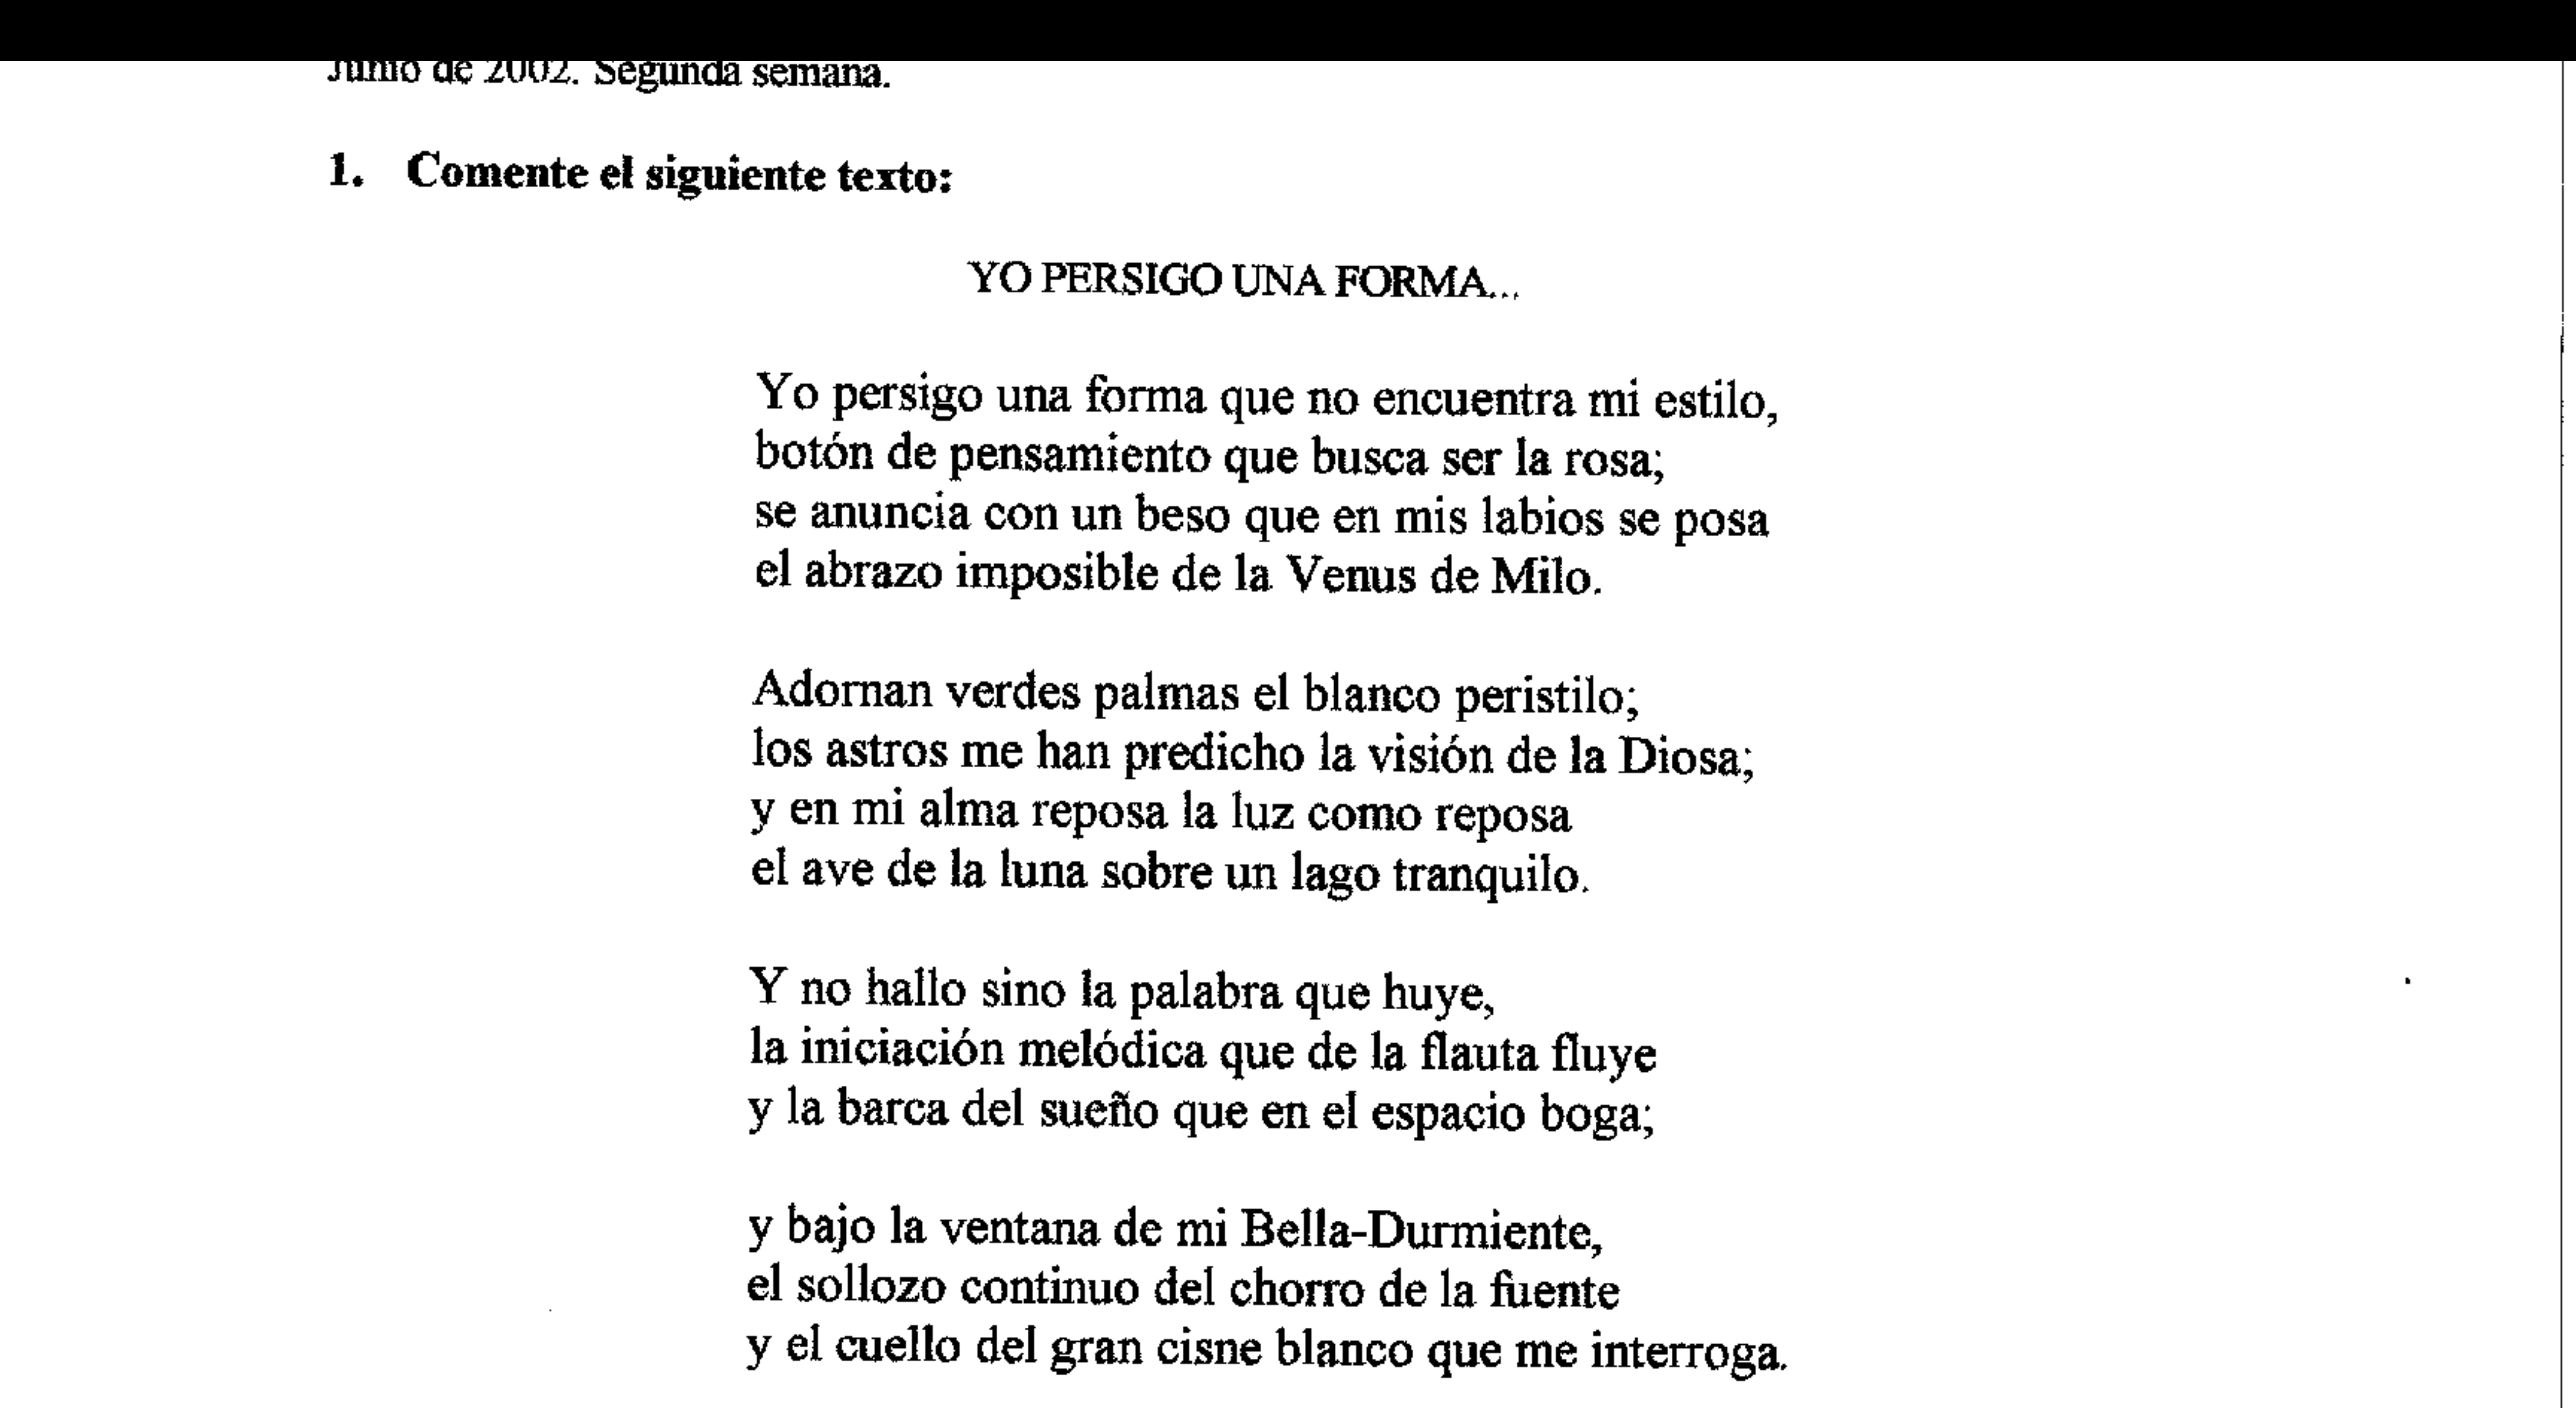 Junio de 2002. Segunda semana.
1. Comente el siguiente texto:
YO PERSIGO UNA FORMA...
Yo persigo una forma que no encuentra mi estilo,
botón de pensamiento que busca ser la rosa;
se anuncia con un beso que en mis labios se posa
el abrazo imposible de la Venus de Milo.
Adornan verdes palmas el blanco peristilo;
los astros me han predicho la visión de la Diosa;
y en mi alma reposa la luz como reposa
el ave de la luna sobre un lago tranquilo.
Y no hallo sino la palabra que huye,
la iniciación melódica que de la flauta fluye
y la barca del sueño que en el espacio boga;
y bajo la ventana de mi Bella-Durmiente,
el sollozo continuo del chorro de la fuente
y el cuello del gran cisne blanco que me interroga.